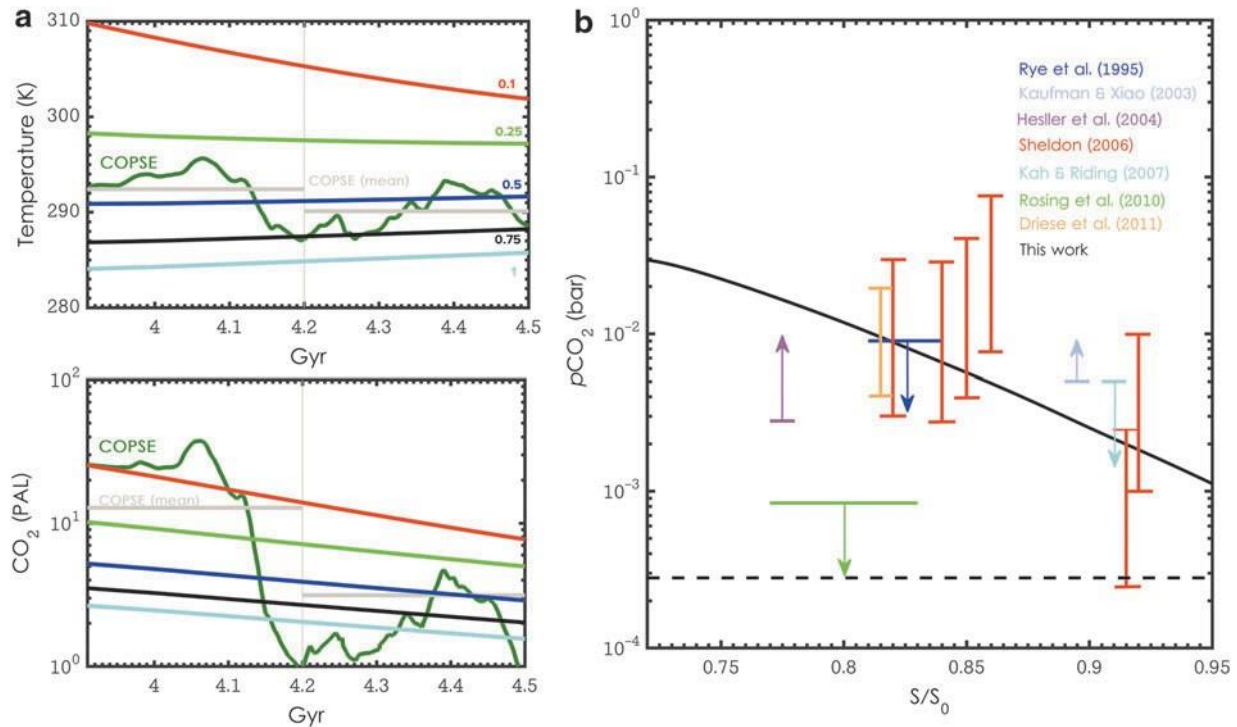 a
310
300
290
280
Temperature (K)
0.1
0.25
COPSE
COPSE (mean)
0.5
0.75
1
4
4.1
4.2
4.3
4.4
4.5
Gyr
10²
10¹
10⁰
CO₂ (PAL)
COPSE
COPSE (mean)
4
4.1
4.2
4.3
4.4
4.5
Gyr
b
10⁰
10⁻¹
10⁻²
10⁻³
10⁻⁴
pCO₂ (bar)
Rye et al. (1995)
Kaufman & Xiao (2003)
Hesller et al. (2004)
Sheldon (2006)
Kah & Riding (2007)
Rosing et al. (2010)
Driese et al. (2011)
This work
0.75
0.8
0.85
0.9
0.95
S/S₀